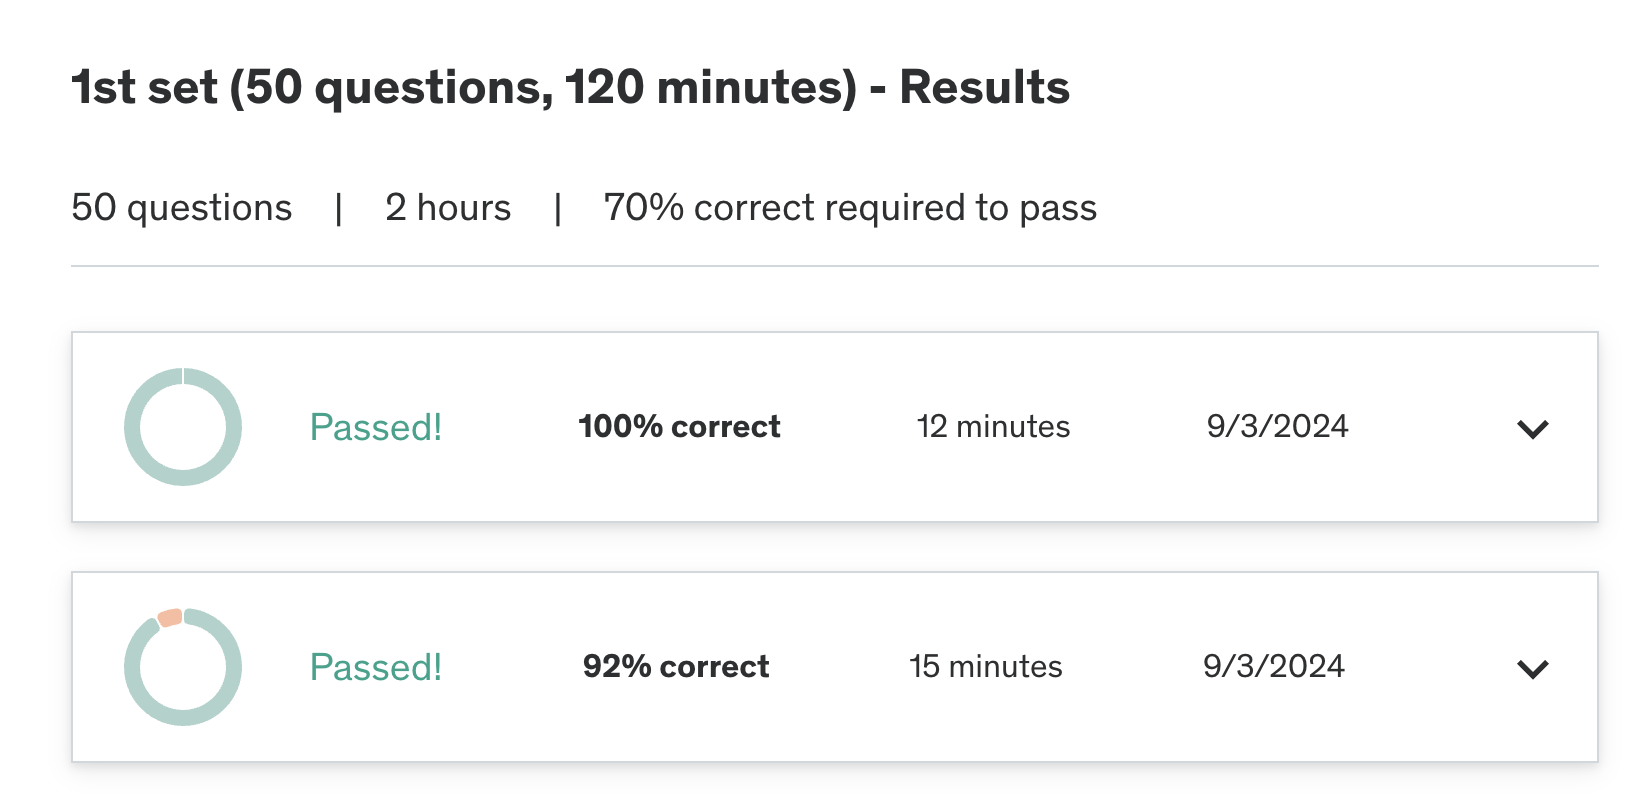 1st set (50 questions, 120 minutes) - Results
50 questions | 2 hours | 70% correct required to pass
Passed! 100% correct 12 minutes 9/3/2024
Passed! 92% correct 15 minutes 9/3/2024